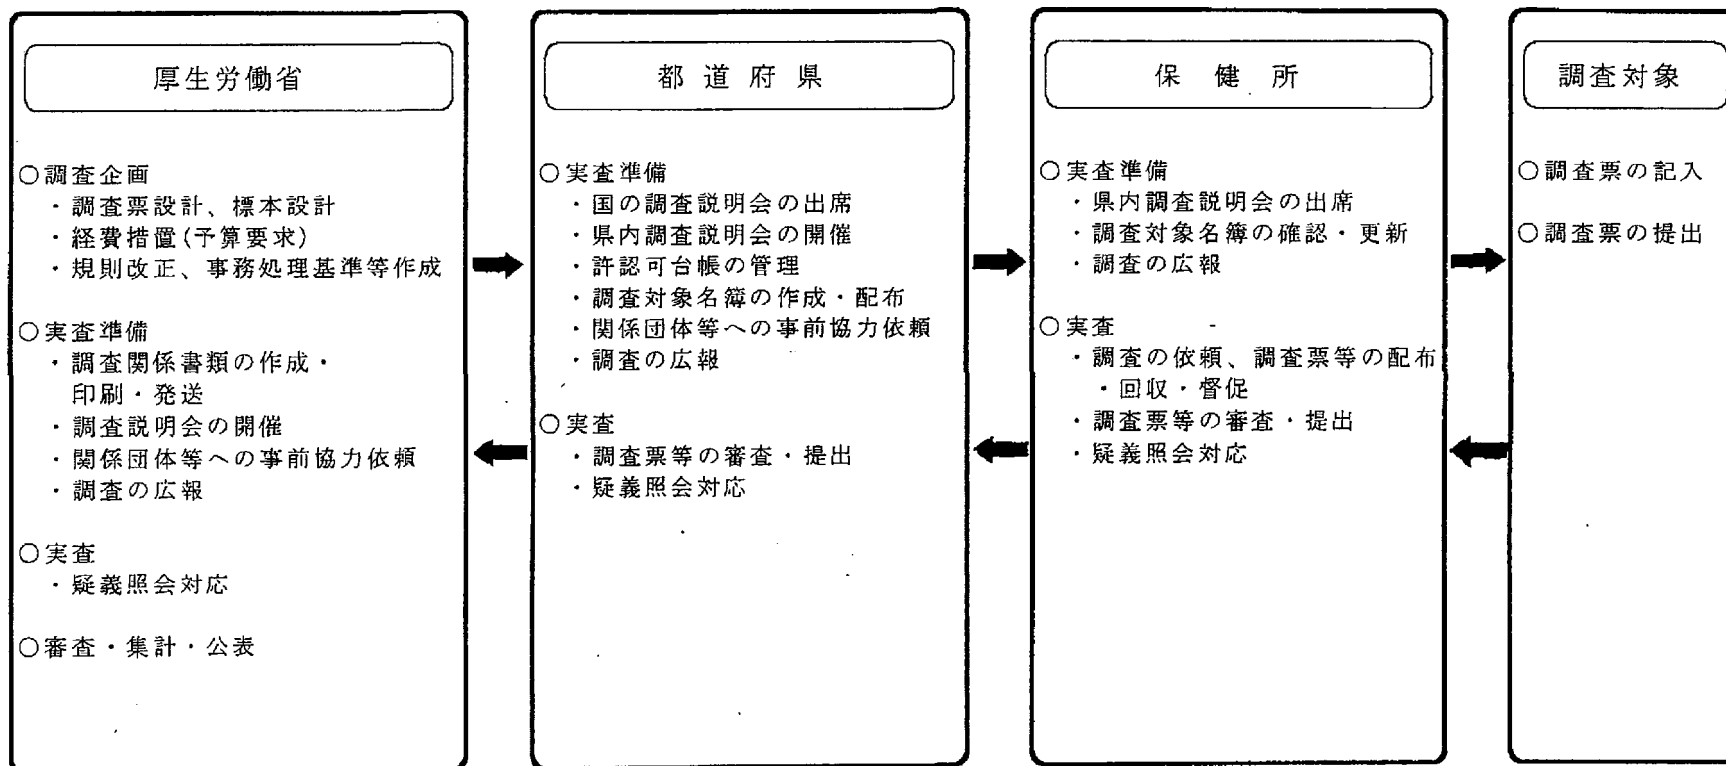 厚生労働省
○調査企画
・調査票設計、標本設計
・経費措置(予算要求)
・規則改正、事務処理基準等作成
○実査準備
・調査関係書類の作成・
印刷・発送
・調査説明会の開催
・関係団体等への事前協力依頼
・調査の広報
○実査
・疑義照会対応
○審査・集計・公表
都道府県
○実査準備
・国の調査説明会の出席
・県内調査説明会の開催
・許認可台帳の管理
・調査対象名簿の作成・配布
・関係団体等への事前協力依頼
・調査の広報
○実査
・調査票等の審査・提出
・疑義照会対応
保健所
○実査準備
・県内調査説明会の出席
・調査対象名簿の確認・更新
・調査の広報
○実査
・調査の依頼、調査票等の配布
・回収・督促
・調査票等の審査・提出
・疑義照会対応
調査対象
○調査票の記入
○調査票の提出